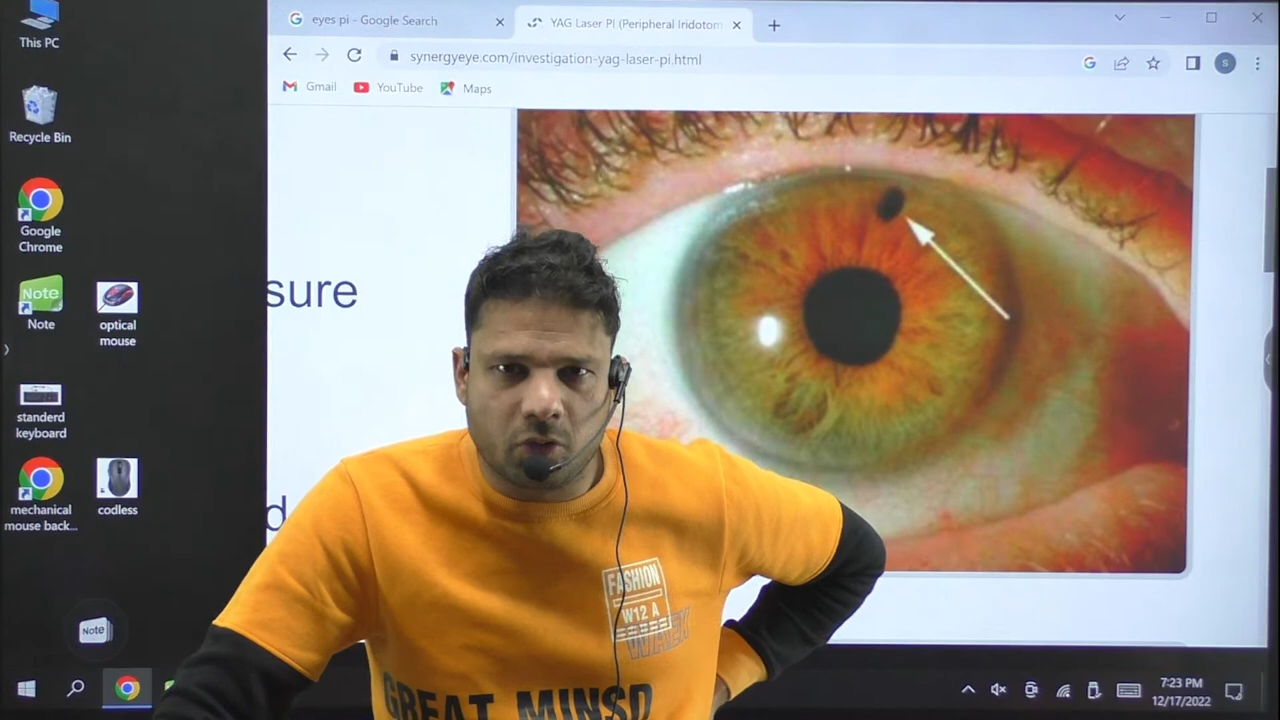 This PC
Recycle Bin
Google
Chrome
Note
Note
optical
mouse
standerd
keyboard
mechanical
mouse back...
codless
Note
eyes pi - Google Search
YAG Laser PI (Peripheral Iridotom
synergyeye.com/investigation-yag-laser-pi.html
G
S
Gmail
YouTube
Maps
sure
d
FASHION
W12 A
WAEK
GREAT MINSD
7:23 PM
12/17/2022